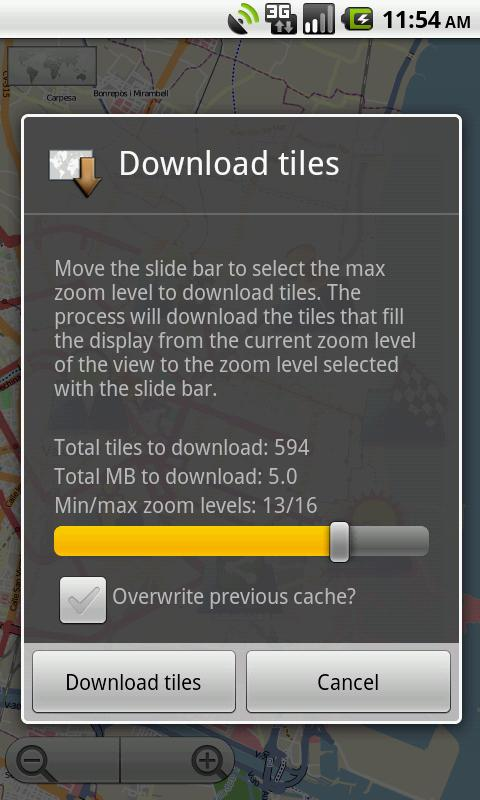 3G
11:54 AM
CV-315
Carpesa
Bonrepòs i Mirambell
Download tiles
Move the slide bar to select the max
zoom level to download tiles. The
process will download the tiles that fill
the display from the current zoom level
of the view to the zoom level selected
with the slide bar.
Total tiles to download: 594
Total MB to download: 5.0
Min/max zoom levels: 13/16
Overwrite previous cache?
Download tiles
Cancel